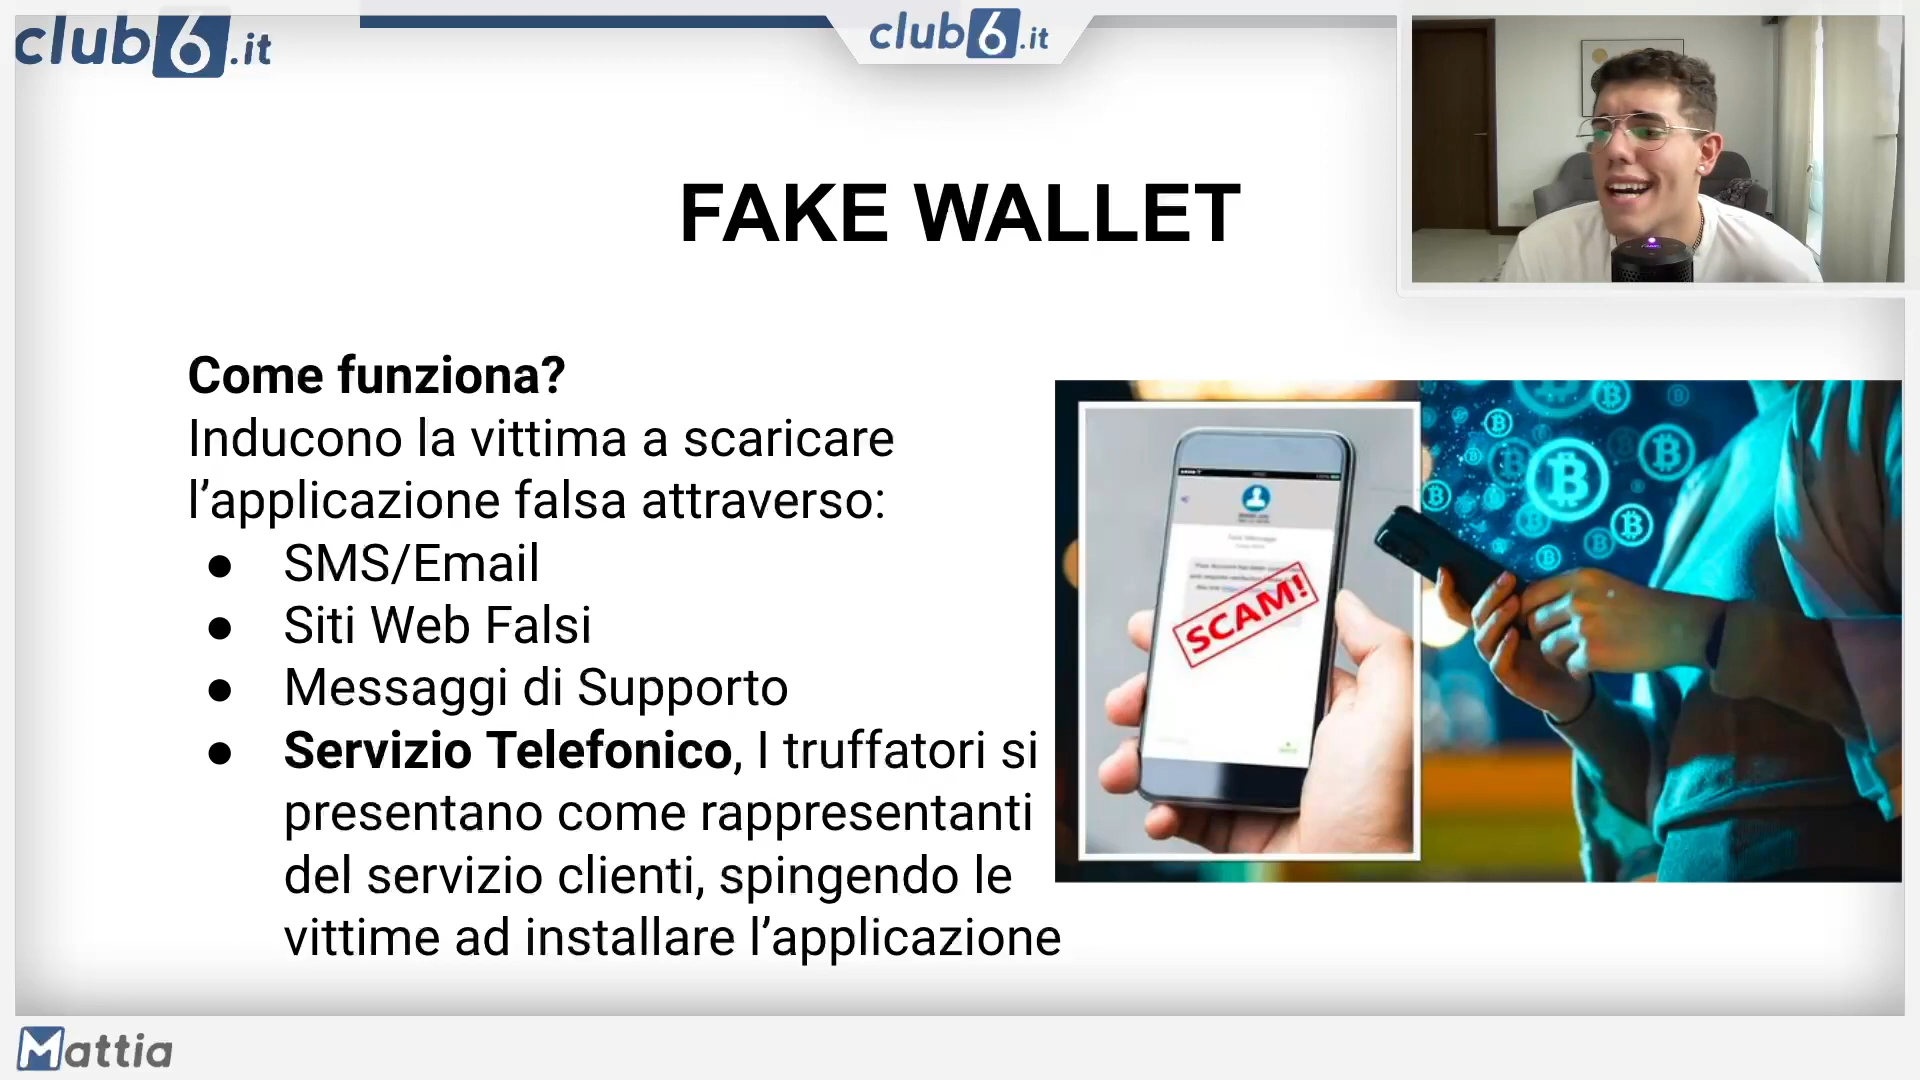 club6.it
club6.it
FAKE WALLET
Come funziona?
Inducono la vittima a scaricare
l’applicazione falsa attraverso:
● SMS/Email
● Siti Web Falsi
● Messaggi di Supporto
● Servizio Telefonico, I truffatori si
presentano come rappresentanti
del servizio clienti, spingendo le
vittime ad installare l’applicazione
SCAM!
Mattia